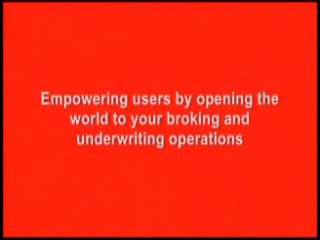 Empowering users by opening the
world to your broking and
underwriting operations